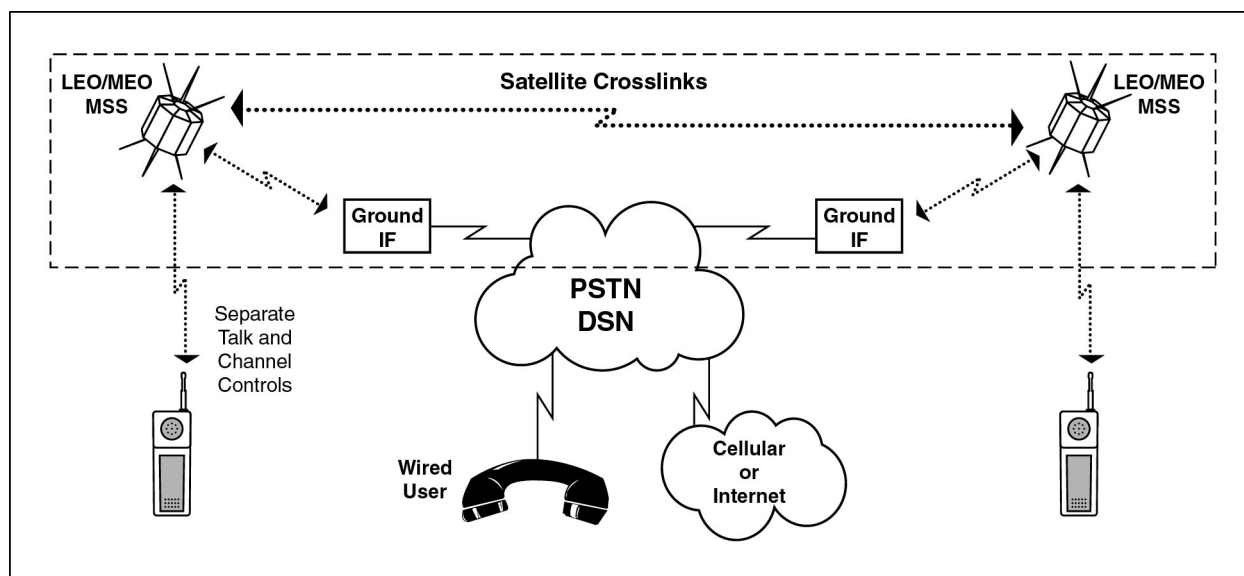 LEO/MEO
MSS
Satellite Crosslinks
LEO/MEO
MSS
Ground
IF
Ground
IF
PSTN
DSN
Separate
Talk and
Channel
Controls
Wired
User
Cellular
or
Internet